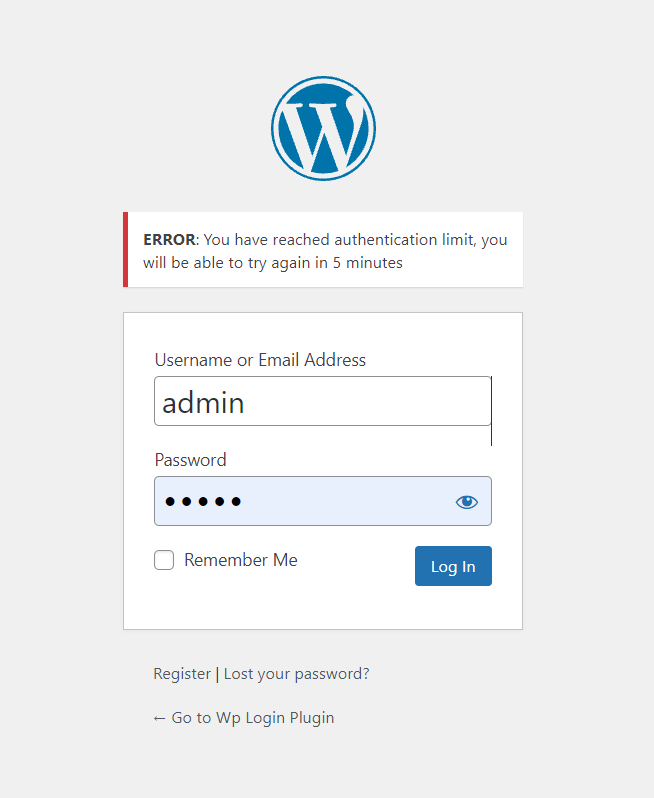 ERROR: You have reached authentication limit, you
will be able to try again in 5 minutes
Username or Email Address
admin
Password
•••••
Remember Me
Log In
Register | Lost your password?
← Go to Wp Login Plugin